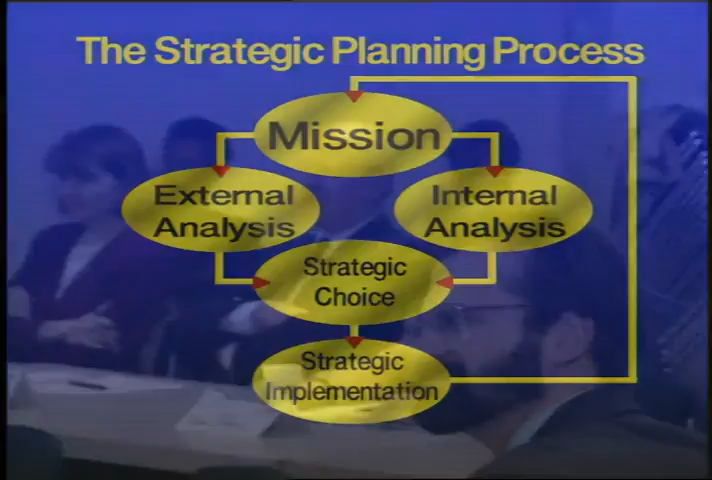 The Strategic Planning Process
Mission
External
Analysis
Internal
Analysis
Strategic
Choice
Strategic
Implementation